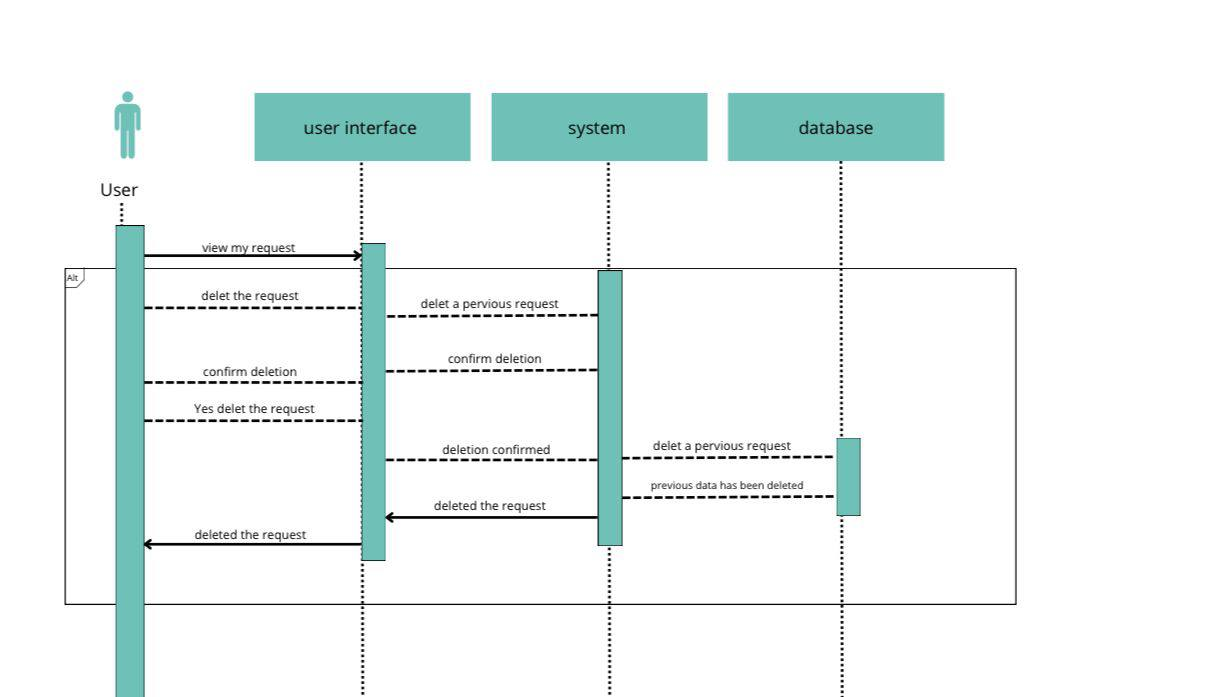 user interface
system
database
User
view my request
Alt
delet the request
delet a pervious request
confirm deletion
confirm deletion
Yes delet the request
deletion confirmed
delet a pervious request
previous data has been deleted
deleted the request
deleted the request